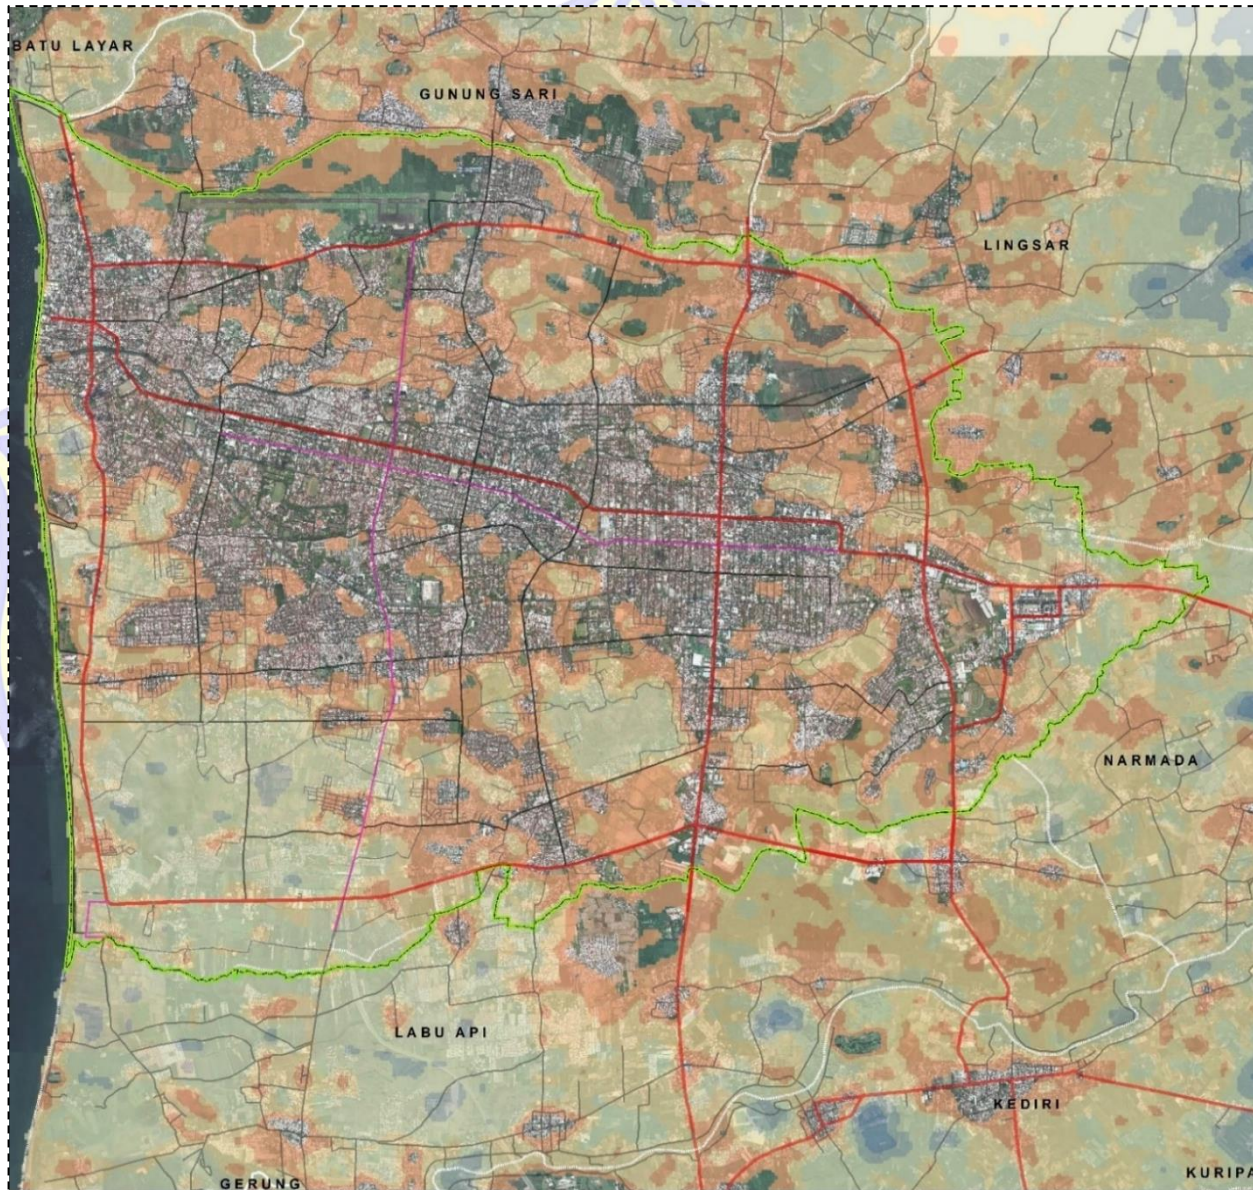 BATU LAYAR
GUNUNG SARI
LINGSAR
NARMADA
LABU API
KEDIRI
KURIPA
GERUNG